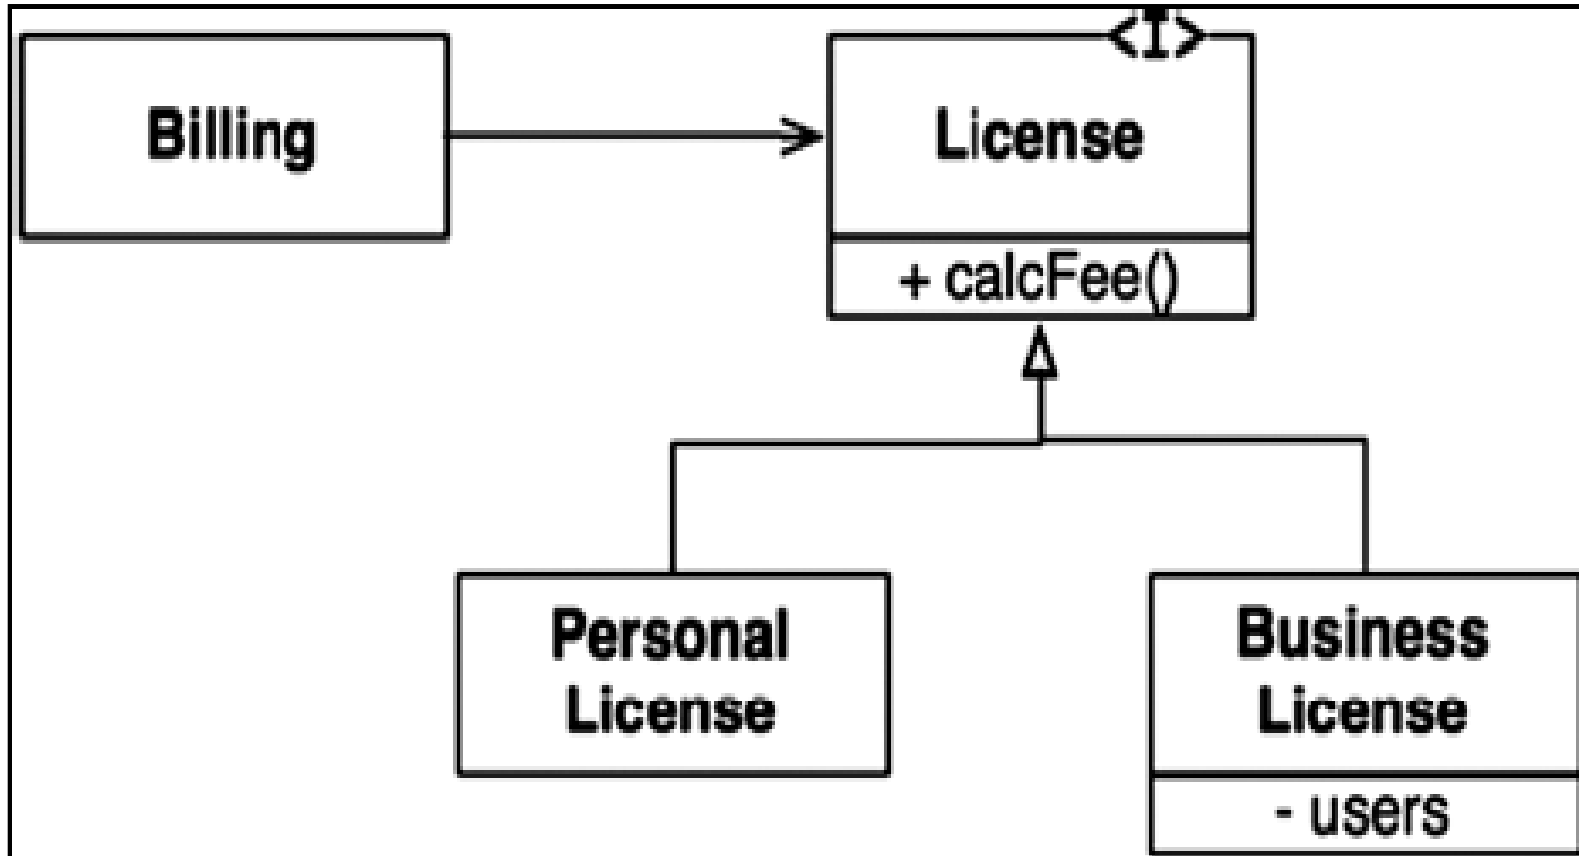 Billing
<I>
License
+ calcFee()
Personal
License
Business
License
- users